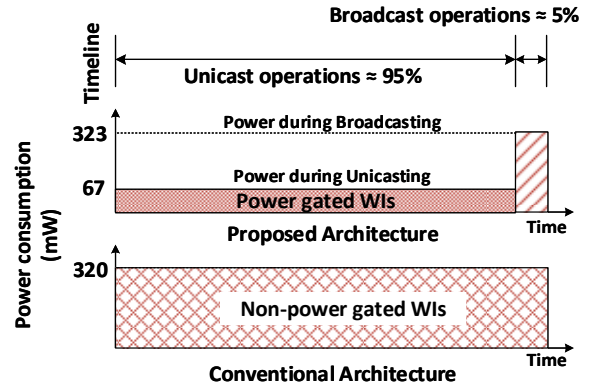 Broadcast operations ≈ 5%
Timeline
Unicast operations ≈ 95%
Power consumption
(mW)
323
Power during Broadcasting
67
Power during Unicasting
Power gated WIs
Time
Proposed Architecture
320
Non-power gated WIs
Time
Conventional Architecture